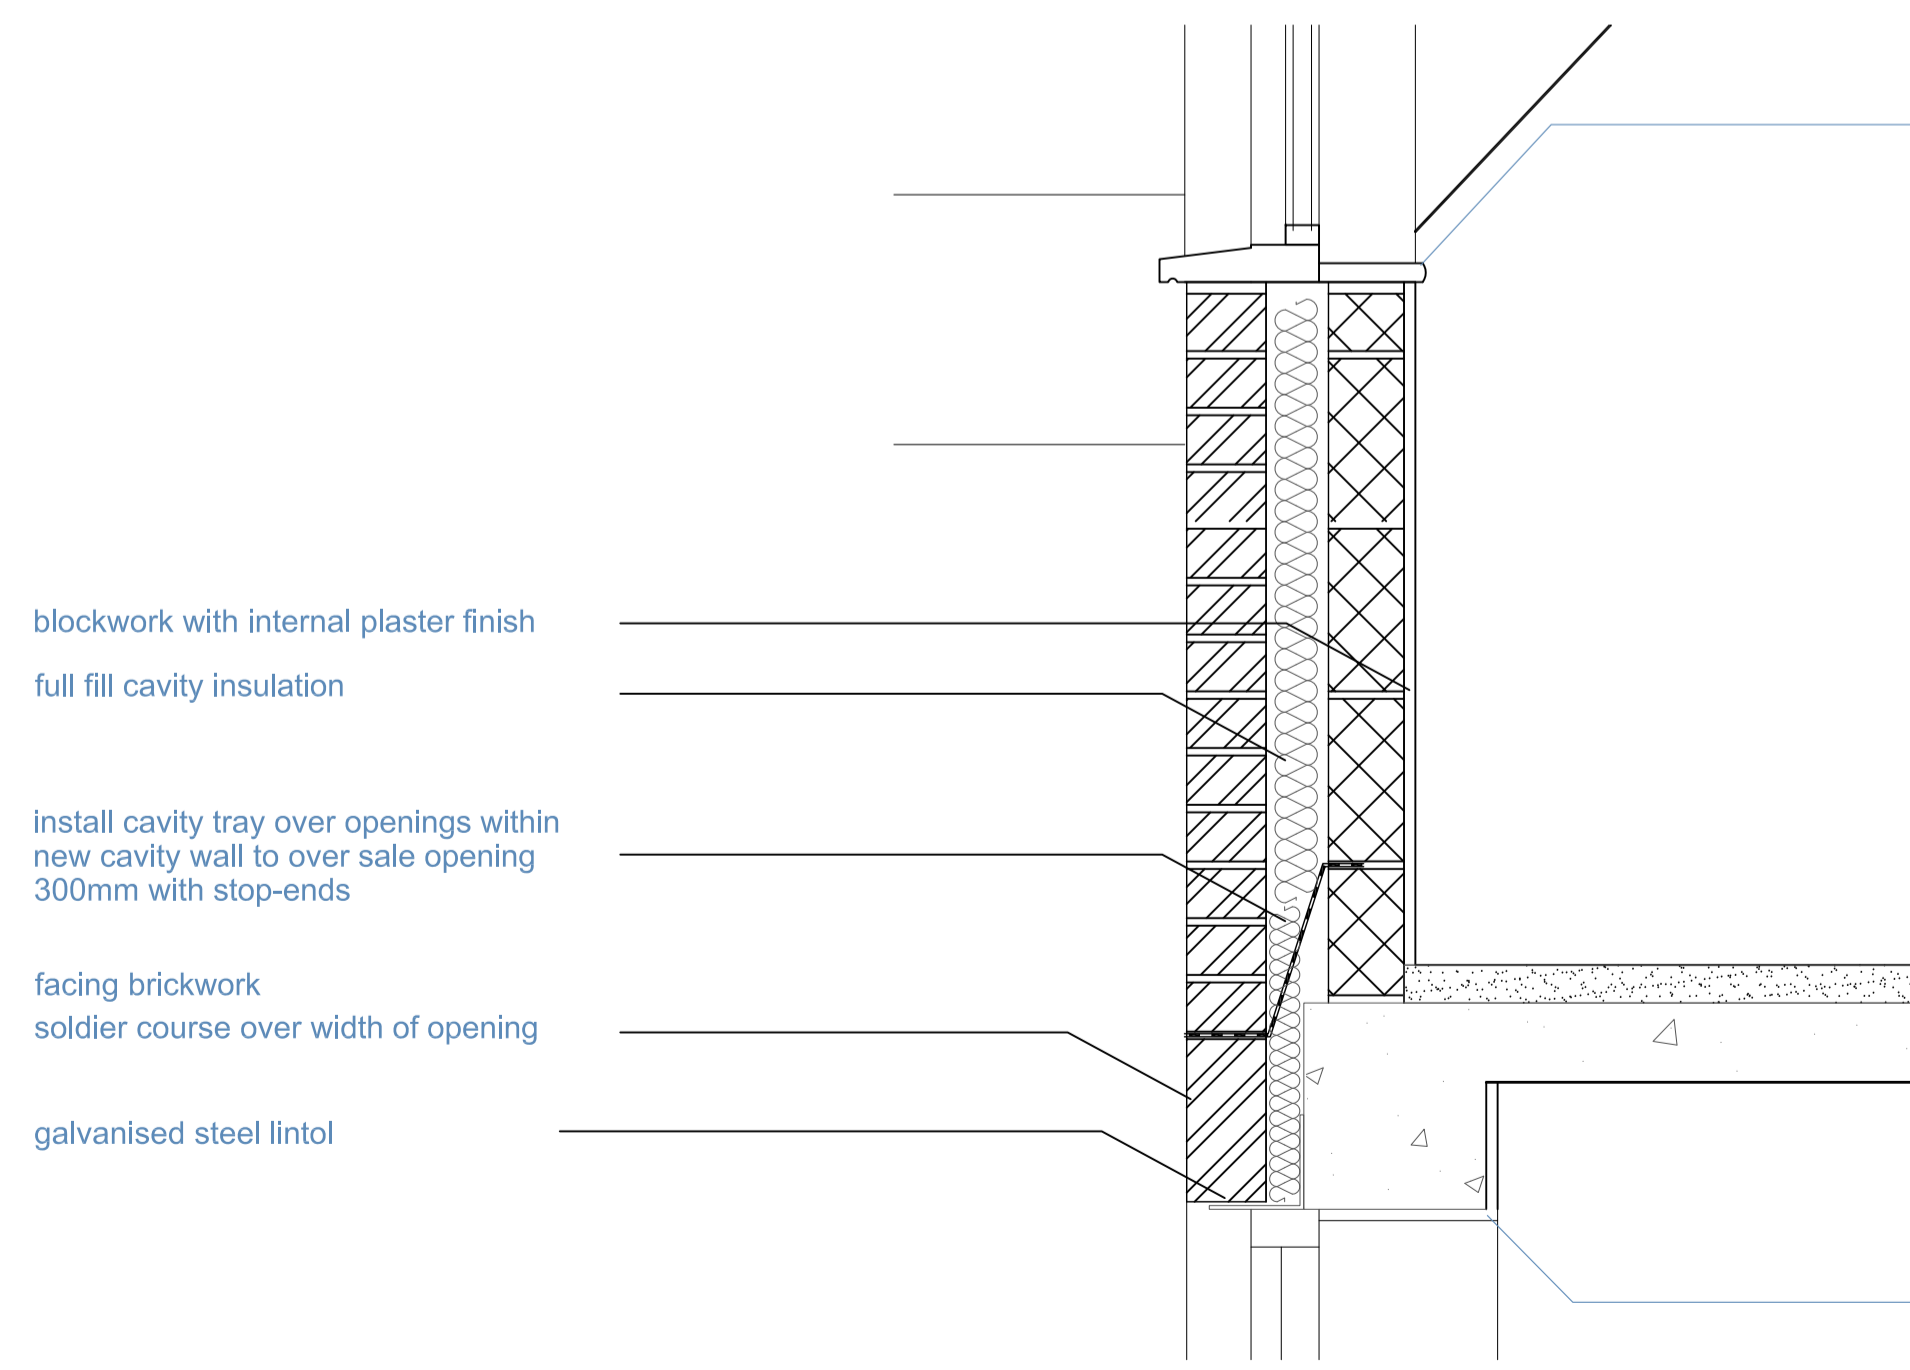 blockwork with internal plaster finish
full fill cavity insulation
install cavity tray over openings within
new cavity wall to over sale opening
300mm with stop-ends
facing brickwork
soldier course over width of opening
galvanised steel lintol